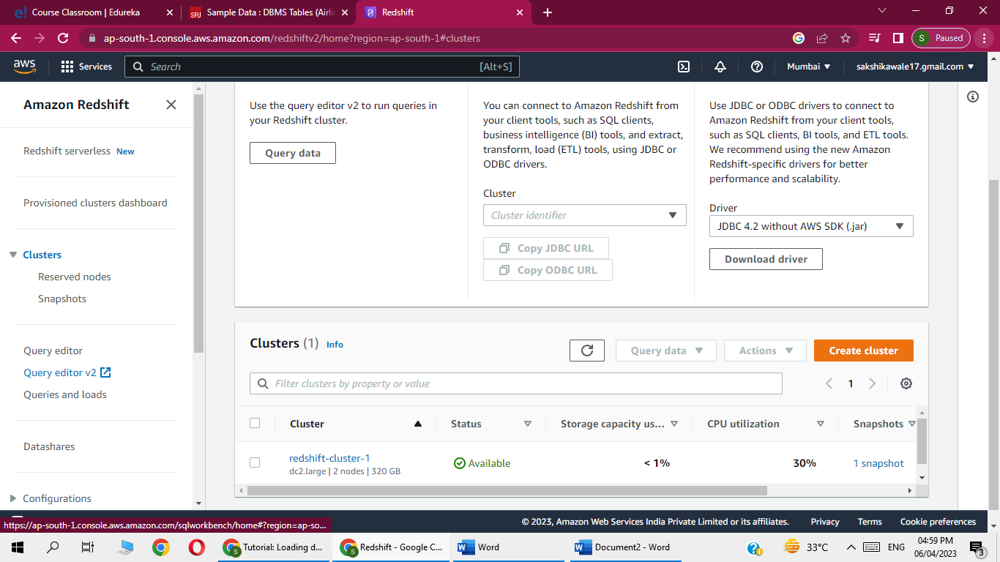 Course Classroom | Edureka
Sample Data : DBMS Tables (Airlin
Redshift
ap-south-1.console.aws.amazon.com/redshiftv2/home?region=ap-south-1#clusters
S Paused
aws
Services
Search [Alt+S]
Mumbai
sakshikawale17.gmail.com
Amazon Redshift
Redshift serverless New
Provisioned clusters dashboard
Clusters
Reserved nodes
Snapshots
Query editor
Query editor v2
Queries and loads
Datashares
Configurations
Use the query editor v2 to run queries in
your Redshift cluster.
Query data
You can connect to Amazon Redshift from
your client tools, such as SQL clients,
business intelligence (BI) tools, and extract,
transform, load (ETL) tools, using JDBC or
ODBC drivers.
Cluster
Cluster identifier
Copy JDBC URL
Copy ODBC URL
Use JDBC or ODBC drivers to connect to
Amazon Redshift from your client tools,
such as SQL clients, BI tools, and ETL tools.
We recommend using the new Amazon
Redshift-specific drivers for better
performance and scalability.
Driver
JDBC 4.2 without AWS SDK (.jar)
Download driver
Clusters (1) Info
Query data
Actions
Create cluster
Filter clusters by property or value
1
Cluster Status Storage capacity us... CPU utilization Snapshots
redshift-cluster-1 Available < 1% 30% 1 snapshot
dc2.large | 2 nodes | 320 GB
https://ap-south-1.console.aws.amazon.com/sqlworkbench/home#?region=ap-so...
© 2023, Amazon Web Services India Private Limited or its affiliates. Privacy Terms Cookie preferences
Tutorial: Loading d...
Redshift - Google C...
Word
Document2 - Word
33°C
ENG
04:59 PM
06/04/2023
3